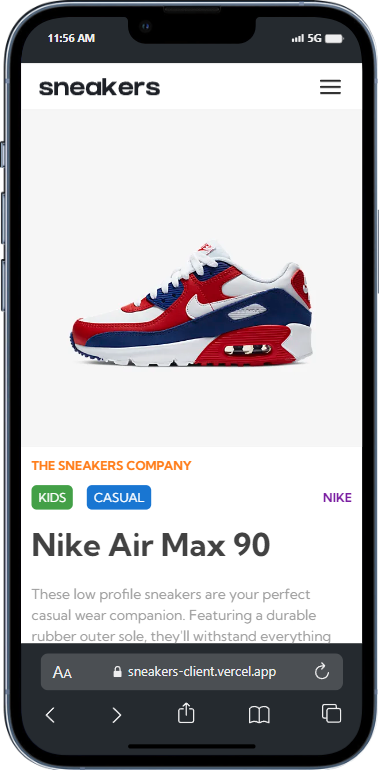 11:56 AM 5G
sneakers
THE SNEAKERS COMPANY
KIDS CASUAL NIKE
Nike Air Max 90
These low profile sneakers are your perfect
casual wear companion. Featuring a durable
rubber outer sole, they'll withstand everything
AA sneakers-client.vercel.app